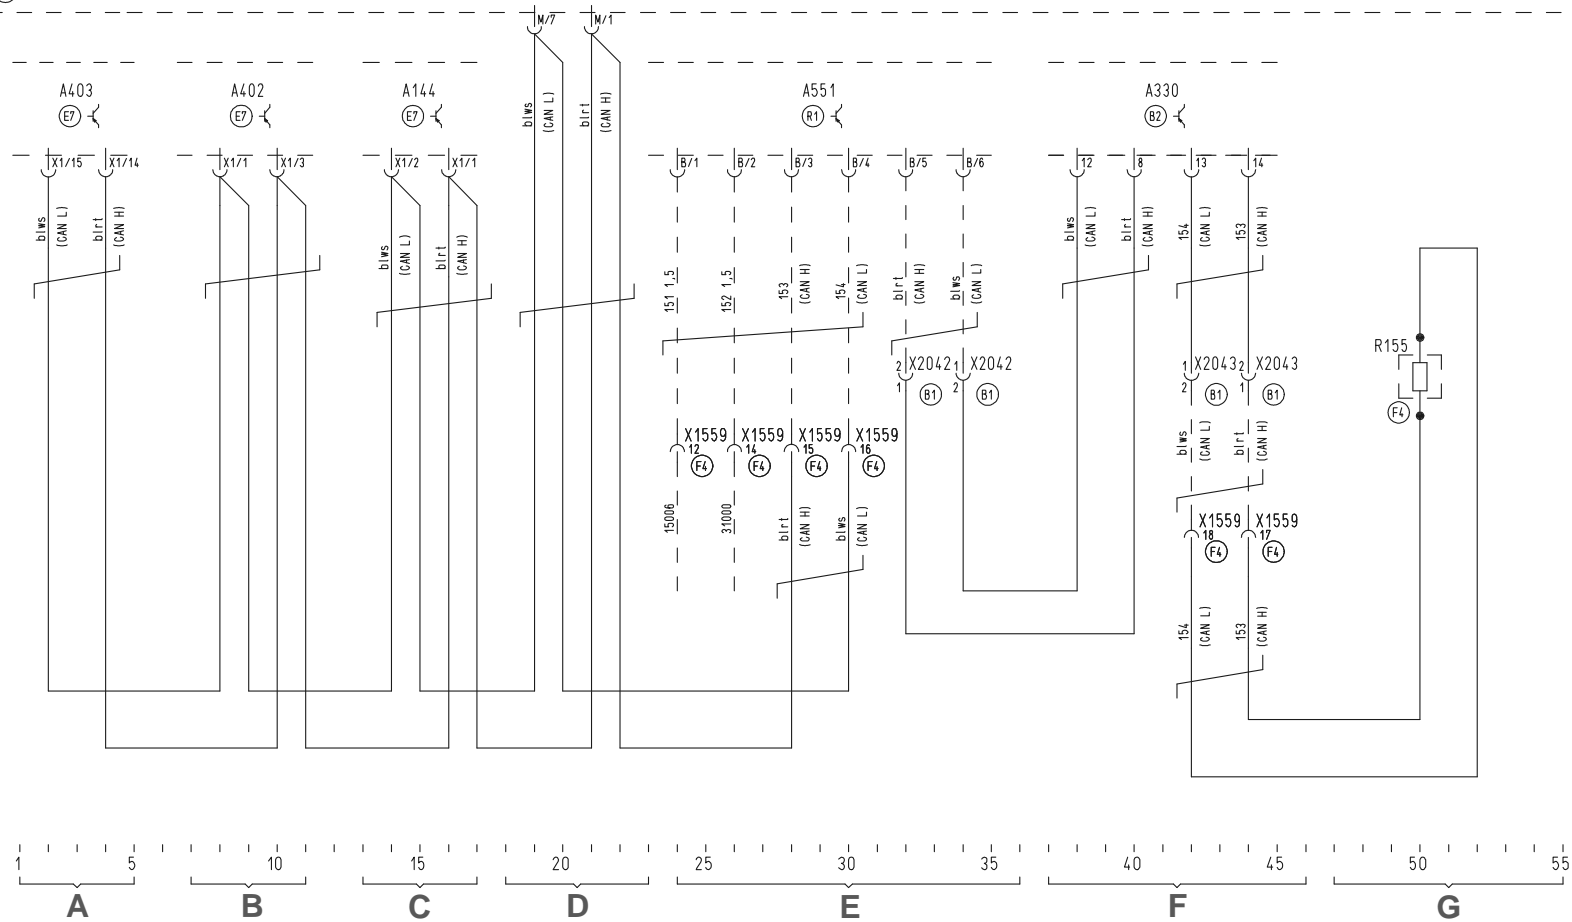 M/7 M/1
A403 A402 A144 A551 A330
E7 E7 E7 R1 B2
blws (CAN L) blrt (CAN H)
X1/15 X1/14 X1/1 X1/3 X1/2 X1/1 B/1 B/2 B/3 B/4 B/5 B/6 12 8 13 14
blws (CAN L) blrt (CAN H) blws (CAN L) blrt (CAN H) 154 (CAN L) 153 (CAN H)
blws (CAN L) blrt (CAN H)
151 1,5 152 1,5 153 (CAN H) 154 (CAN L) blrt (CAN H) blws (CAN L)
R155
2 X2042 1 X2042 1 X2043 2 X2043
1 B1 2 B1 2 B1 1 B1
F4
X1559 X1559 X1559 X1559 blws (CAN L) blrt (CAN H)
12 14 15 16
F4 F4 F4 F4
15006 31000 blrt (CAN H) blws (CAN L)
X1559 X1559
18 17
F4 F4
154 (CAN L) 153 (CAN H)
1 5 10 15 20 25 30 35 40 45 50 55
A B C D E F G